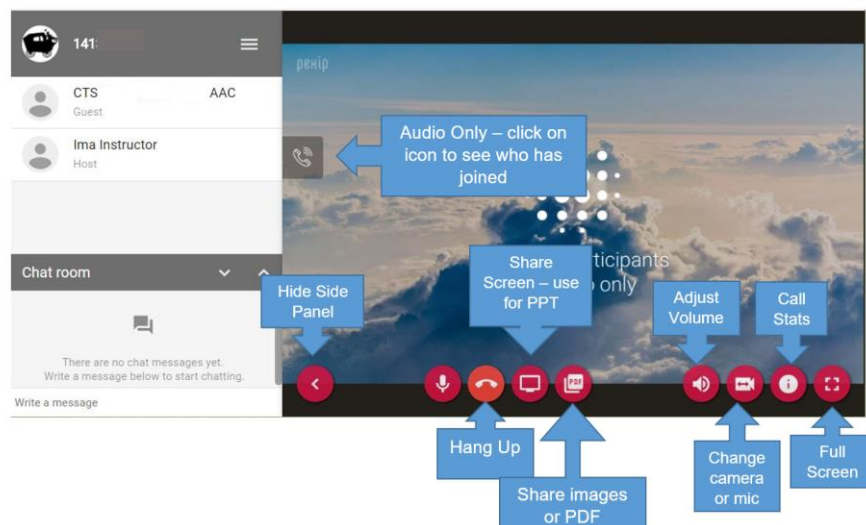 141
CTS AAC
Guest
Ima Instructor
Host
Chat room
There are no chat messages yet.
Write a message below to start chatting.
Write a message
pexip
Audio Only – click on
icon to see who has
joined
ticipants
only
Share
Screen – use
for PPT
Hide Side
Panel
Adjust
Volume
Call
Stats
PDF
Hang Up
Share images
or PDF
Change
camera
or mic
Full
Screen